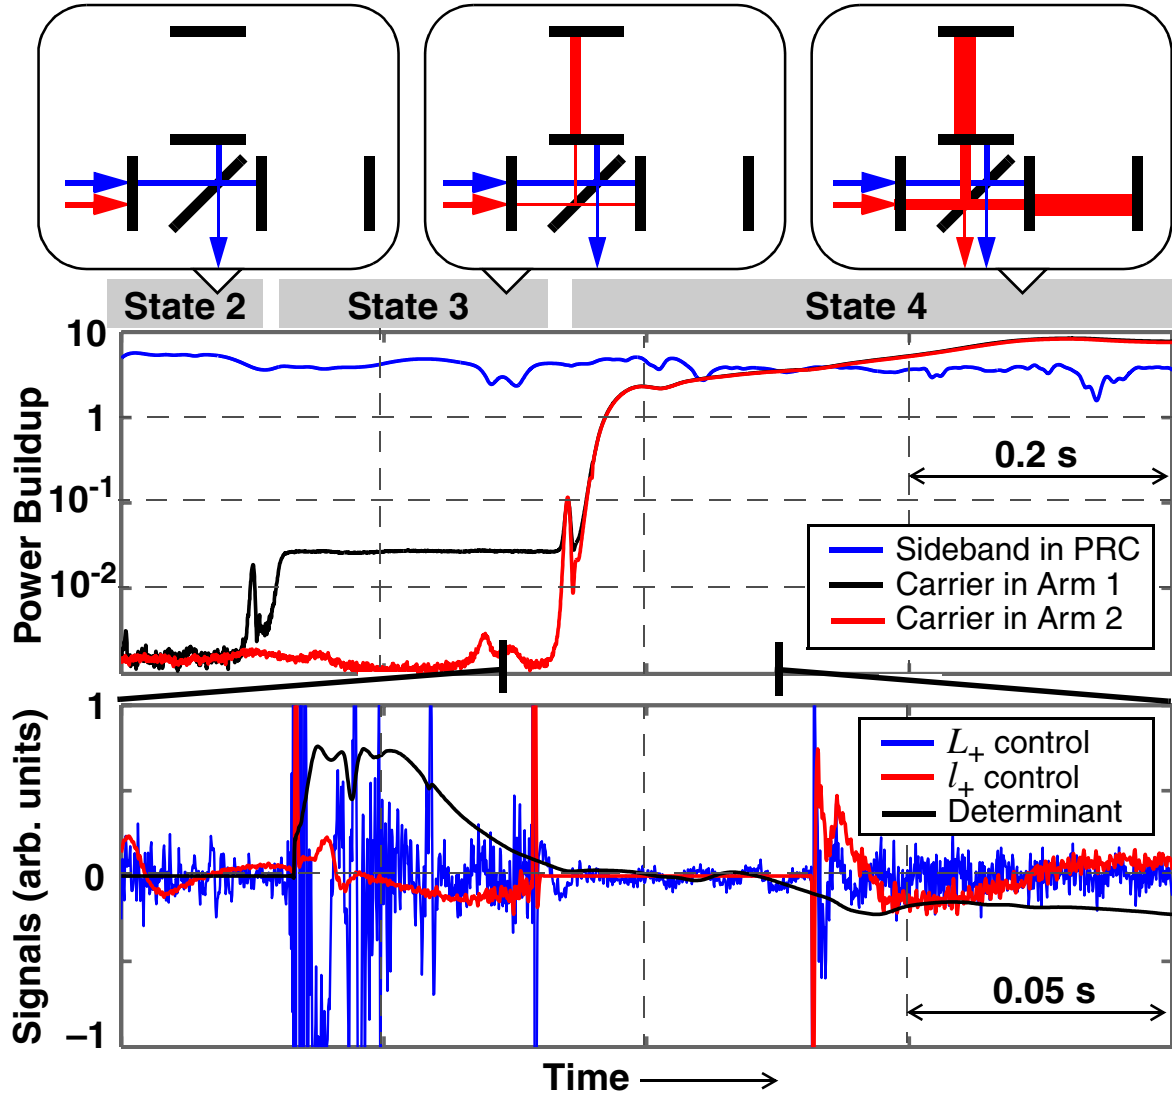 State 2
State 3
State 4
10
1
10-1
10-2
Power Buildup
0.2 s
Sideband in PRC
Carrier in Arm 1
Carrier in Arm 2
1
0
–1
Signals (arb. units)
L+ control
l+ control
Determinant
0.05 s
Time